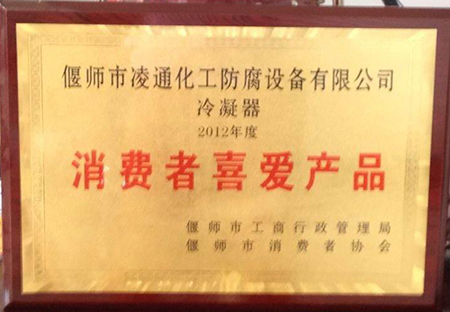 偃师市凌通化工防腐设备有限公司
冷凝器
2012年度
消费者喜爱产品
偃师市工商行政管理局
偃师市消费者协会